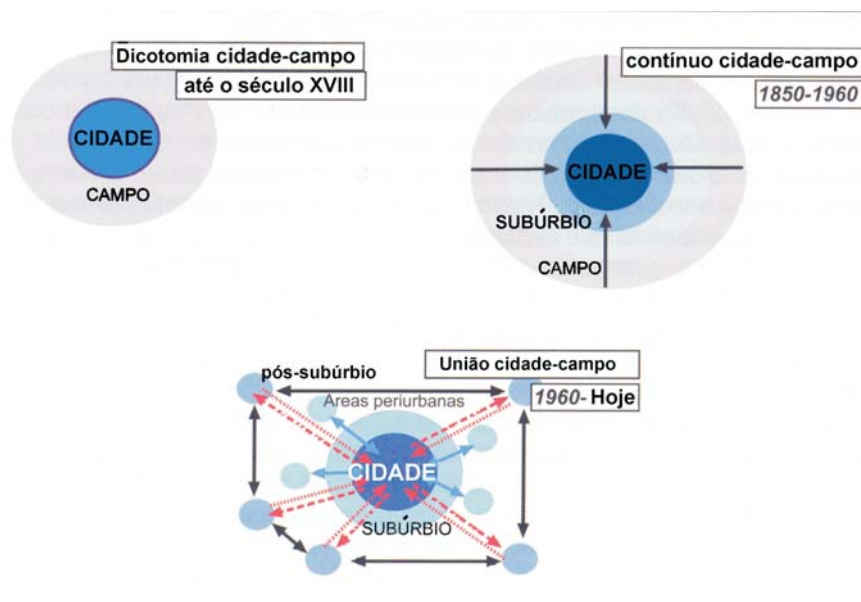 Dicotomia cidade-campo
até o século XVIII
CIDADE
CAMPO
contínuo cidade-campo
1850-1960
CIDADE
SUBÚRBIO
CAMPO
União cidade-campo
1960- Hoje
pós-subúrbio
Areas periurbanas
CIDADE
SUBÚRBIO